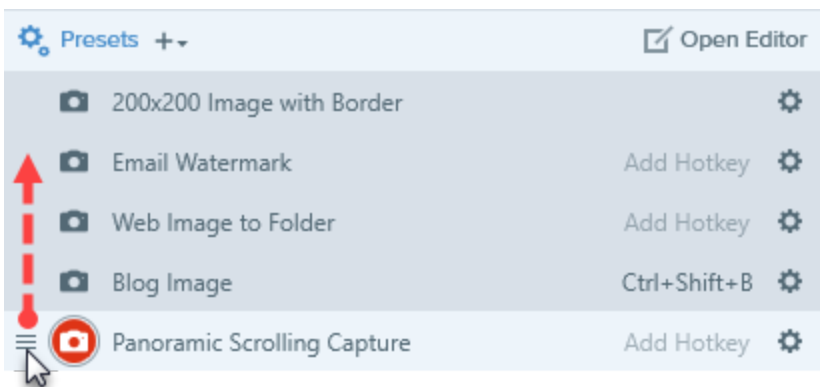 Presets Open Editor
200x200 Image with Border
Email Watermark Add Hotkey
Web Image to Folder Add Hotkey
Blog Image Ctrl+Shift+B
Panoramic Scrolling Capture Add Hotkey